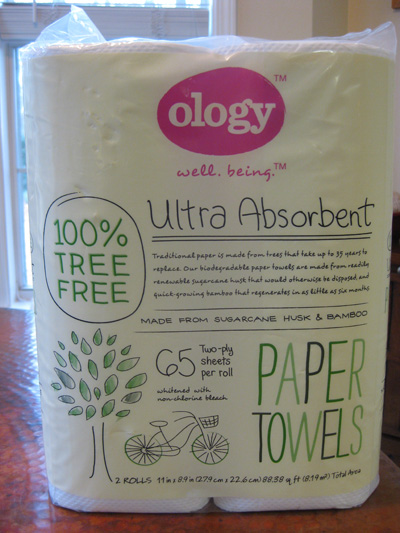 ology™
well. being.™
Ultra Absorbent
100%
TREE
FREE
Traditional paper is made from trees that take up to 35 years to
replace. Our biodegradable paper towels are made from readily
renewable sugarcane husk that would otherwise be disposed, and
quick-growing bamboo that regenerates in as little as six months.
MADE FROM SUGARCANE HUSK & BAMBOO
65 Two-ply
sheets
per roll
whitened with
non-chlorine bleach
PAPER
TOWELS
2 ROLLS 11 in x 8.9 in (27.9 cm x 22.6 cm) 88.38 sq ft (8.19 m²) Total Area